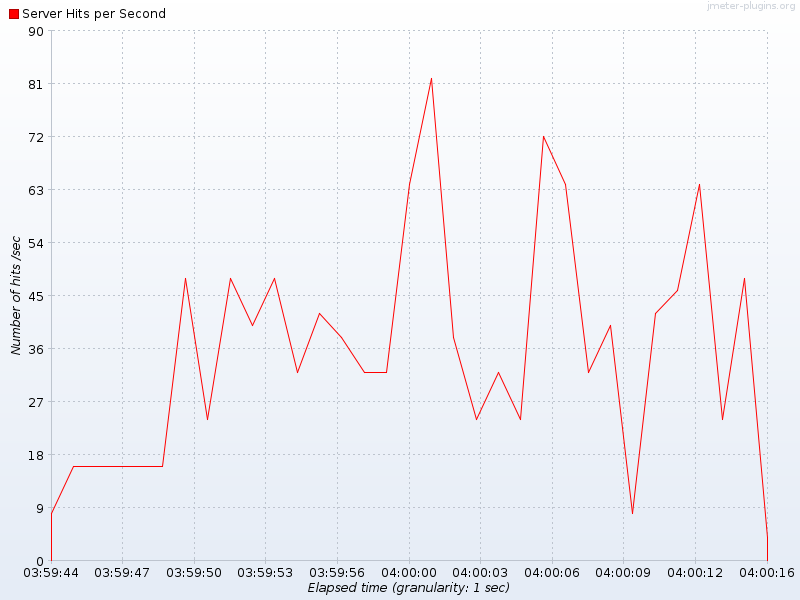 Server Hits per Second
jmeter-plugins.org
90
81
72
63
54
45
36
27
18
9
0
Number of hits /sec
03:59:44 03:59:47 03:59:50 03:59:53 03:59:56 04:00:00 04:00:03 04:00:06 04:00:09 04:00:12 04:00:16
Elapsed time (granularity: 1 sec)